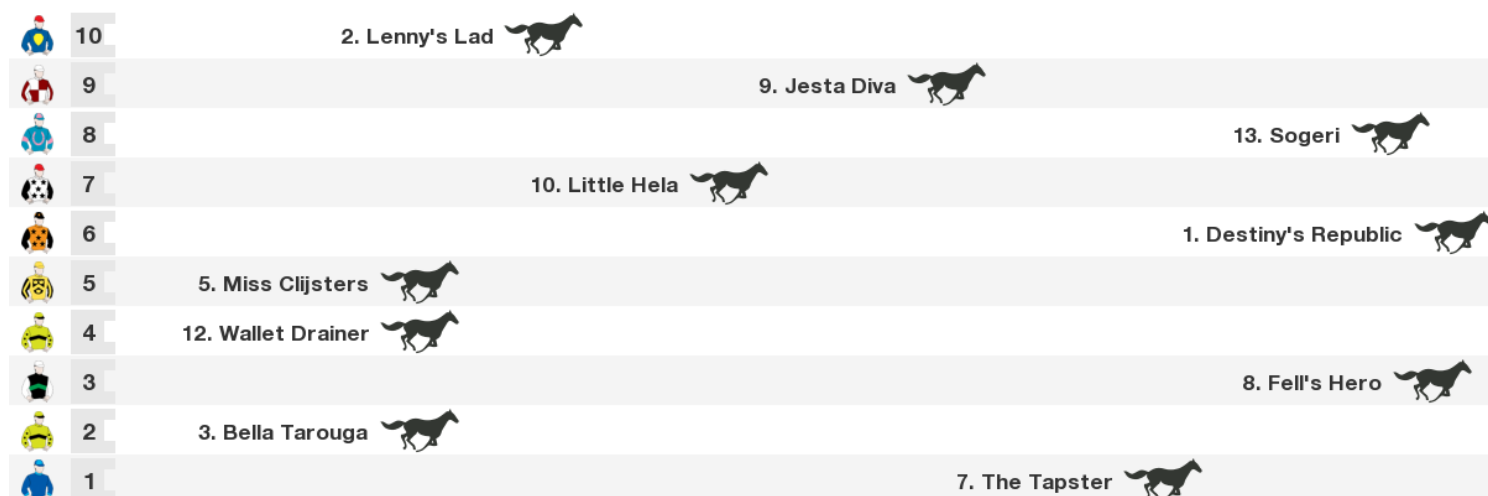 10 2. Lenny's Lad
9 9. Jesta Diva
8 13. Sogeri
7 10. Little Hela
6 1. Destiny's Republic
5 5. Miss Clijsters
4 12. Wallet Drainer
3 8. Fell's Hero
2 3. Bella Tarouga
1 7. The Tapster